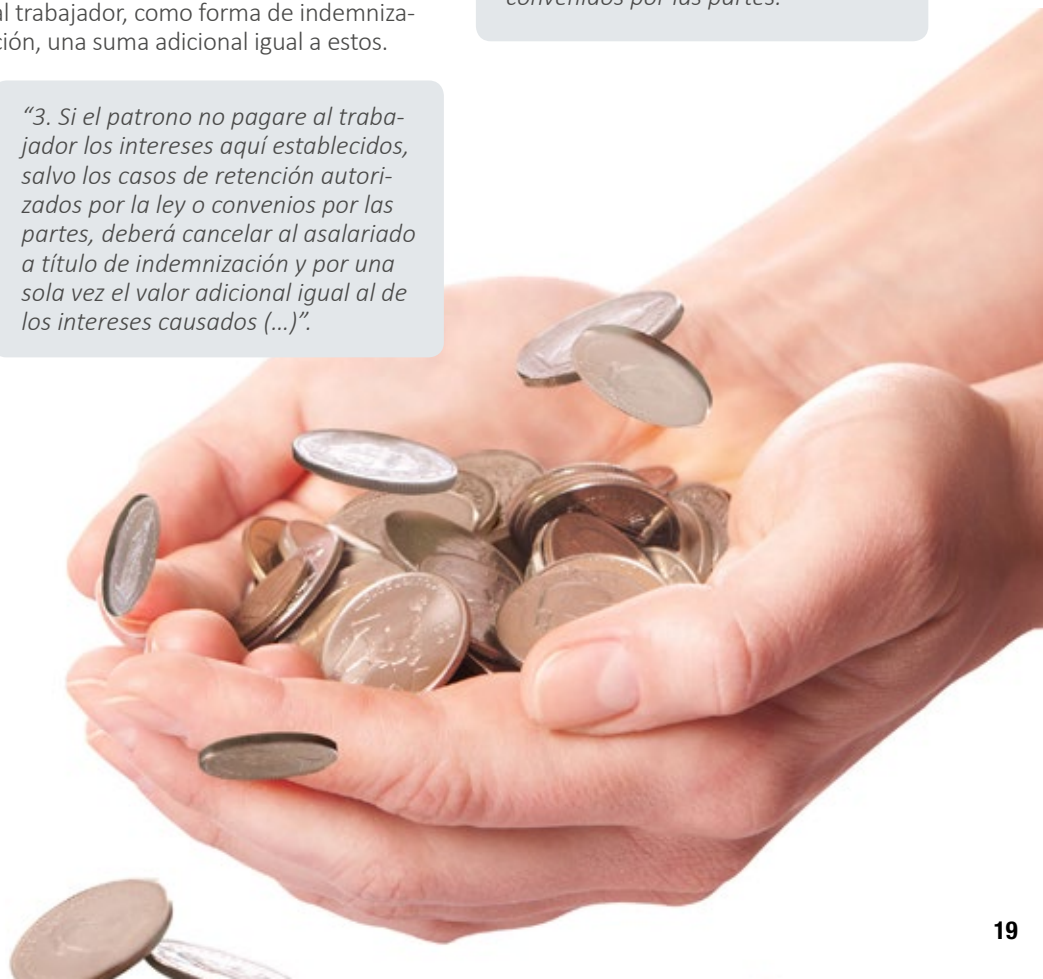 al trabajador, como forma de indemniza-
ción, una suma adicional igual a estos.
“3. Si el patrono no pagare al traba-
jador los intereses aquí establecidos,
salvo los casos de retención autori-
zados por la ley o convenios por las
partes, deberá cancelar al asalariado
a título de indemnización y por una
sola vez el valor adicional igual al de
los intereses causados (...)”.
convenidos por las partes.
19